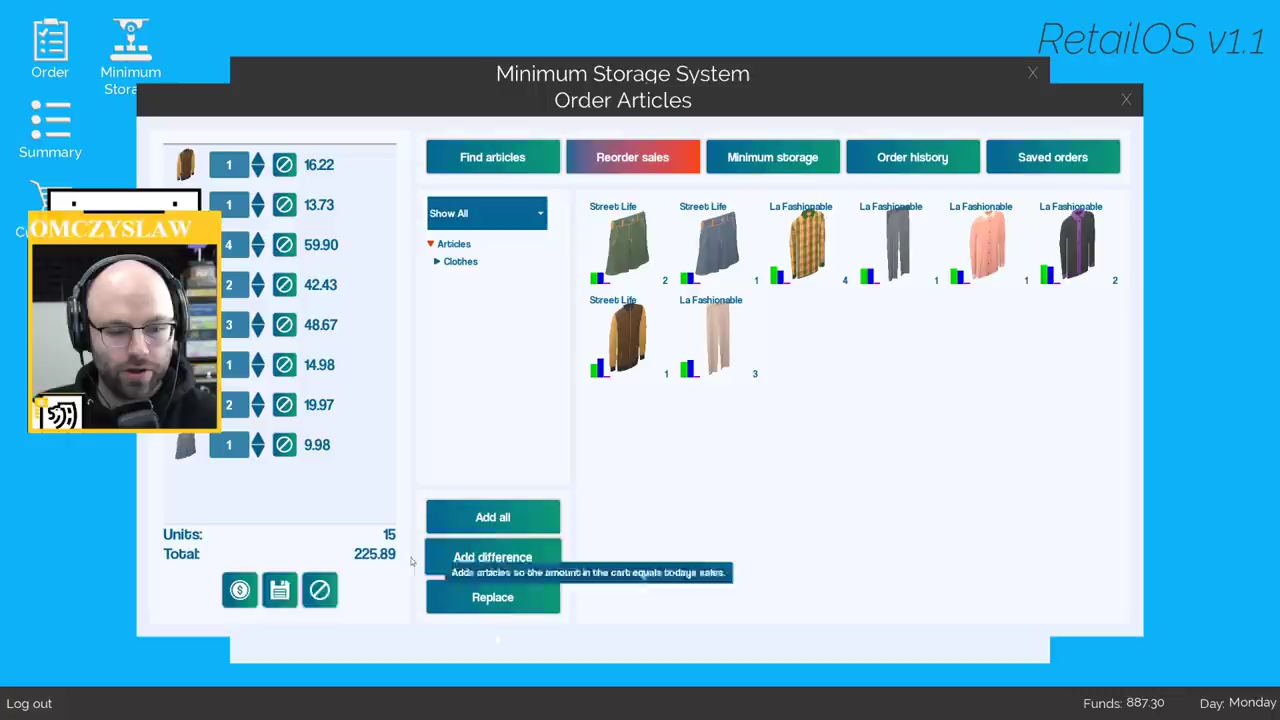 RetailOS v1.1
Order
Minimum
Stora
Summary
Minimum Storage System
X
Order Articles
X
OMCZYSLAW
1 16.22
1 13.73
4 59.90
2 42.43
3 48.67
1 14.98
2 19.97
1 9.98
Units: 15
Total: 225.89
Find articles
Reorder sales
Minimum storage
Order history
Saved orders
Show All
Articles
Clothes
Street Life
2
Street Life
1
La Fashionable
4
La Fashionable
1
La Fashionable
1
La Fashionable
2
Street Life
1
La Fashionable
3
Add all
Add difference
Adds articles so the amount in the cart equals todays sales.
Replace
Log out
Funds: 887.30
Day: Monday